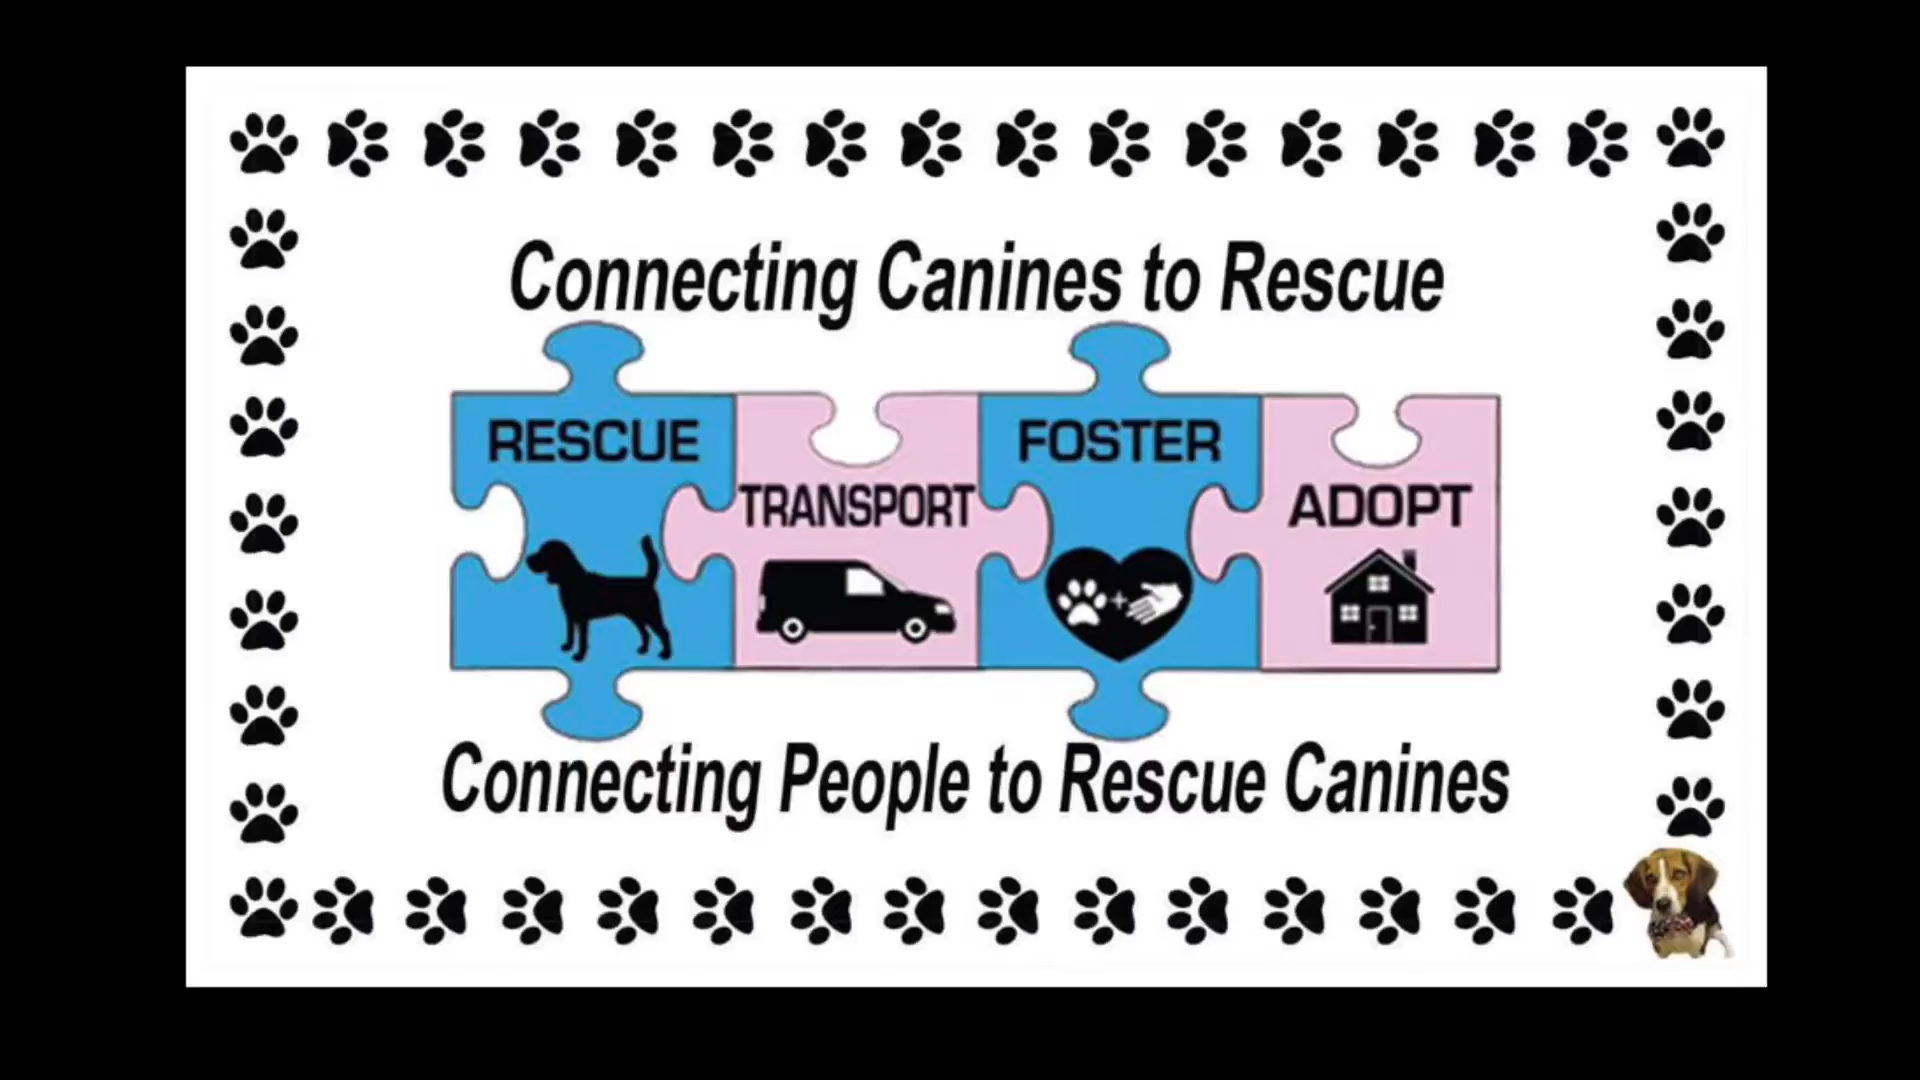 Connecting Canines to Rescue
RESCUE
TRANSPORT
FOSTER
ADOPT
Connecting People to Rescue Canines